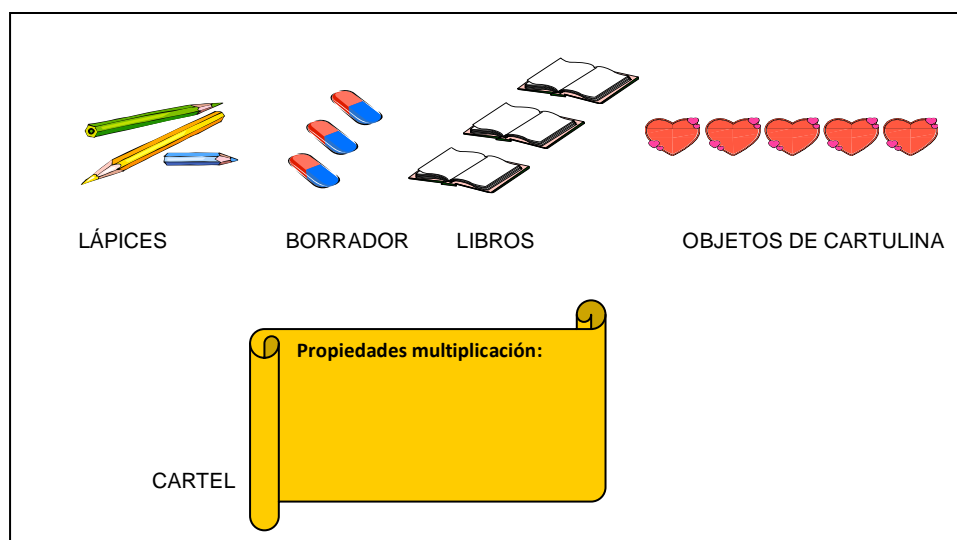 LÁPICES
BORRADOR
LIBROS
OBJETOS DE CARTULINA
Propiedades multiplicación:
CARTEL